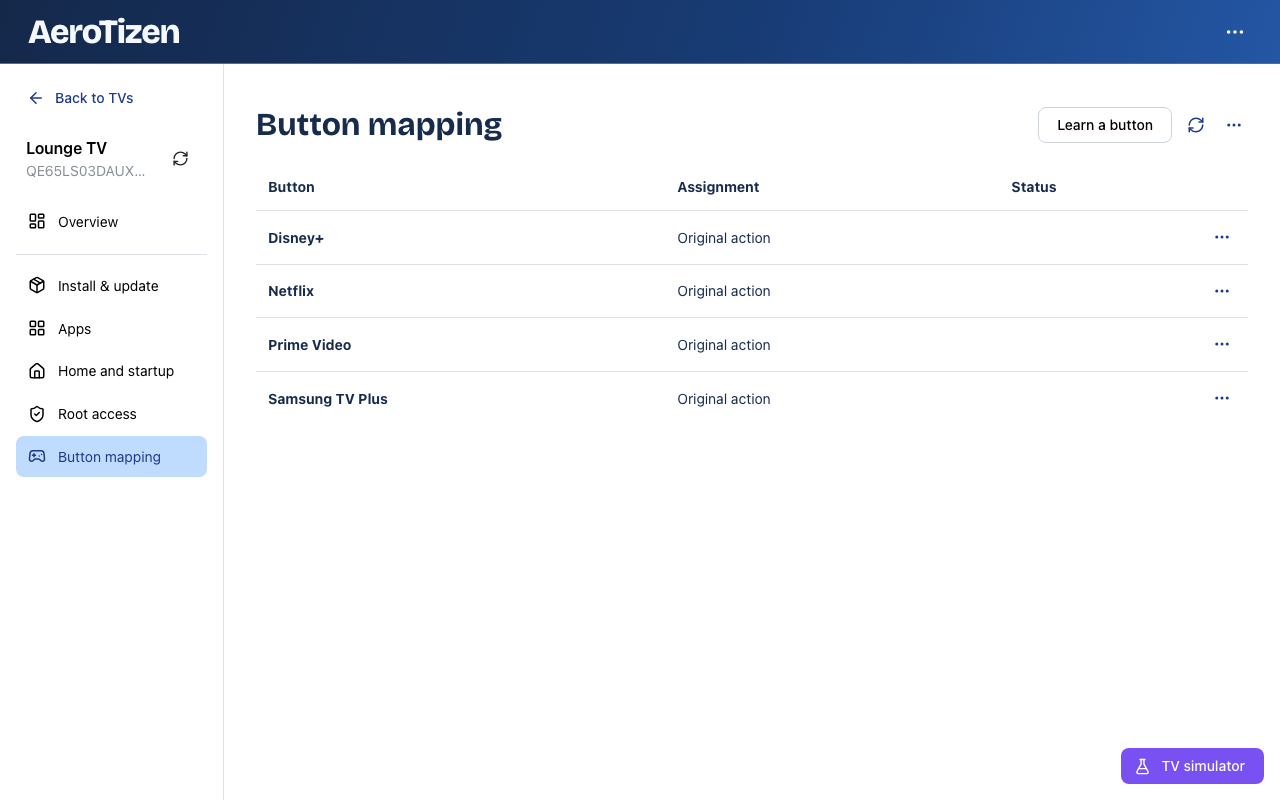 AeroTizen
Back to TVs
Lounge TV
QE65LS03DAUX...
Overview
Install & update
Apps
Home and startup
Root access
Button mapping
Button mapping
Learn a button
Button Assignment Status
Disney+ Original action
Netflix Original action
Prime Video Original action
Samsung TV Plus Original action
TV simulator